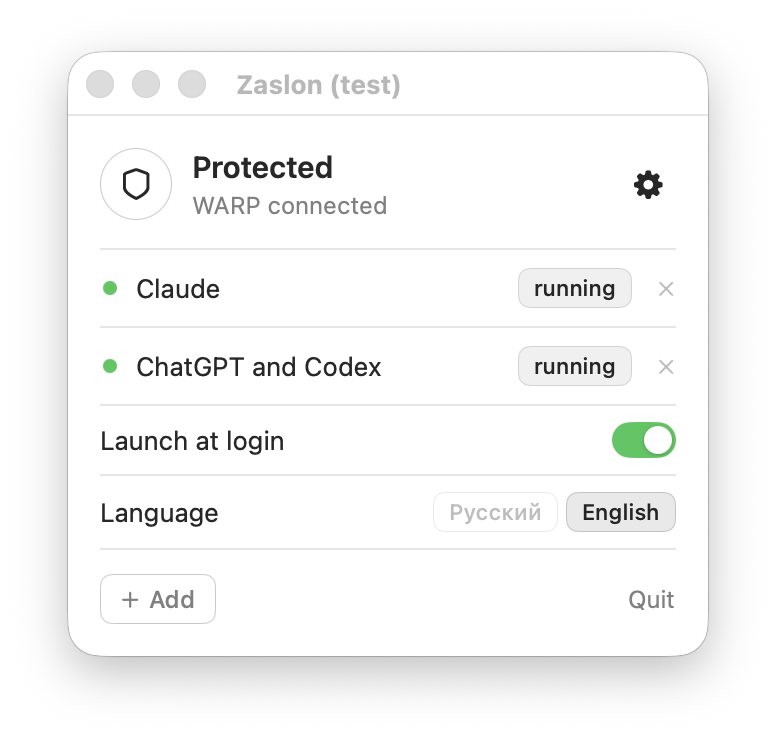 Zaslon (test)
Protected
WARP connected
Claude running
ChatGPT and Codex running
Launch at login
Language Русский English
+ Add Quit